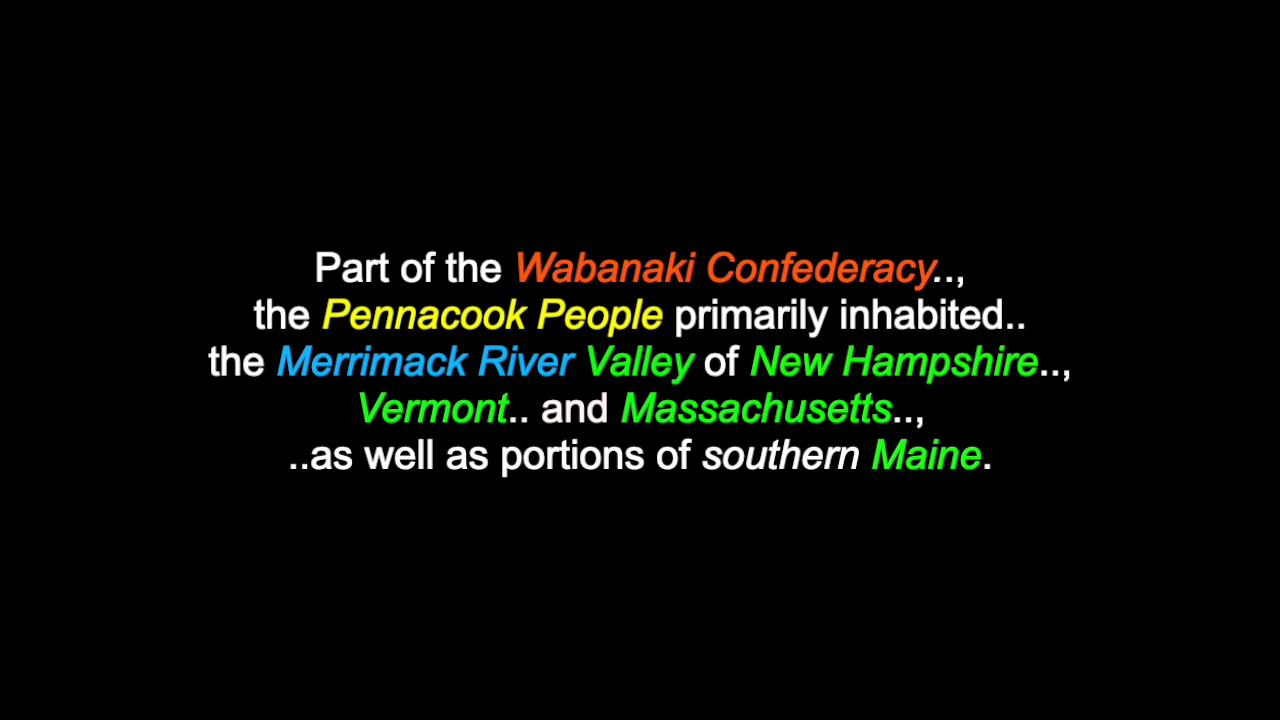 Part of the Wabanaki Confederacy..,
the Pennacook People primarily inhabited..
the Merrimack River Valley of New Hampshire..,
Vermont.. and Massachusetts..,
..as well as portions of southern Maine.